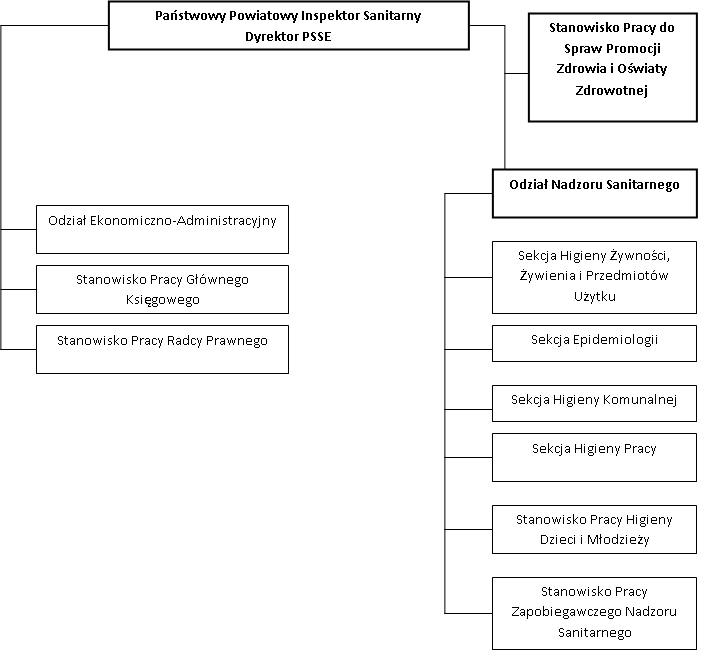 Państwowy Powiatowy Inspektor Sanitarny
Dyrektor PSSE
Stanowisko Pracy do
Spraw Promocji
Zdrowia i Oświaty
Zdrowotnej
Odział Nadzoru Sanitarnego
Odział Ekonomiczno-Administracyjny
Stanowisko Pracy Głównego
Księgowego
Stanowisko Pracy Radcy Prawnego
Sekcja Higieny Żywności,
Żywienia i Przedmiotów
Użytku
Sekcja Epidemiologii
Sekcja Higieny Komunalnej
Sekcja Higieny Pracy
Stanowisko Pracy Higieny
Dzieci i Młodzieży
Stanowisko Pracy
Zapobiegawczego Nadzoru
Sanitarnego